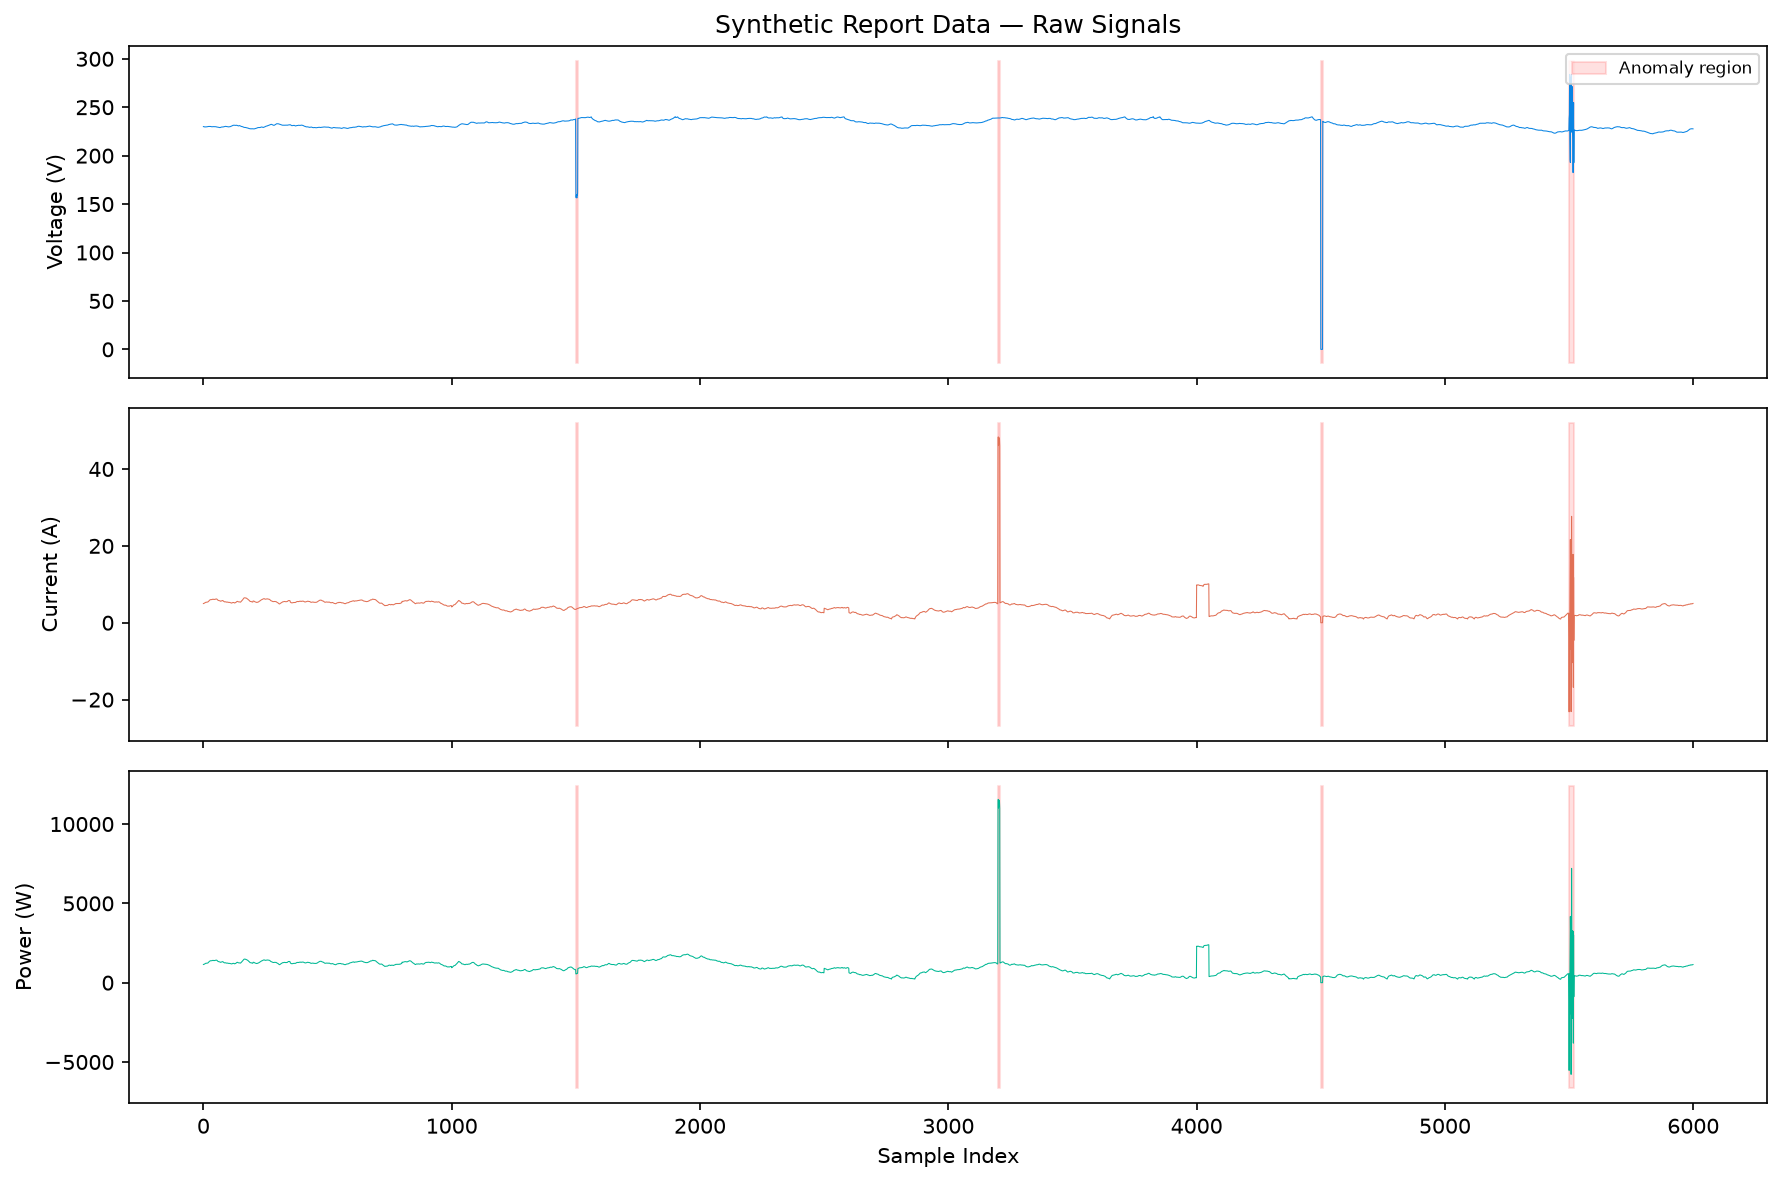 Synthetic Report Data — Raw Signals
300
250
200
150
100
50
0
Voltage (V)
Anomaly region
40
20
0
−20
Current (A)
10000
5000
0
−5000
Power (W)
0 1000 2000 3000 4000 5000 6000
Sample Index